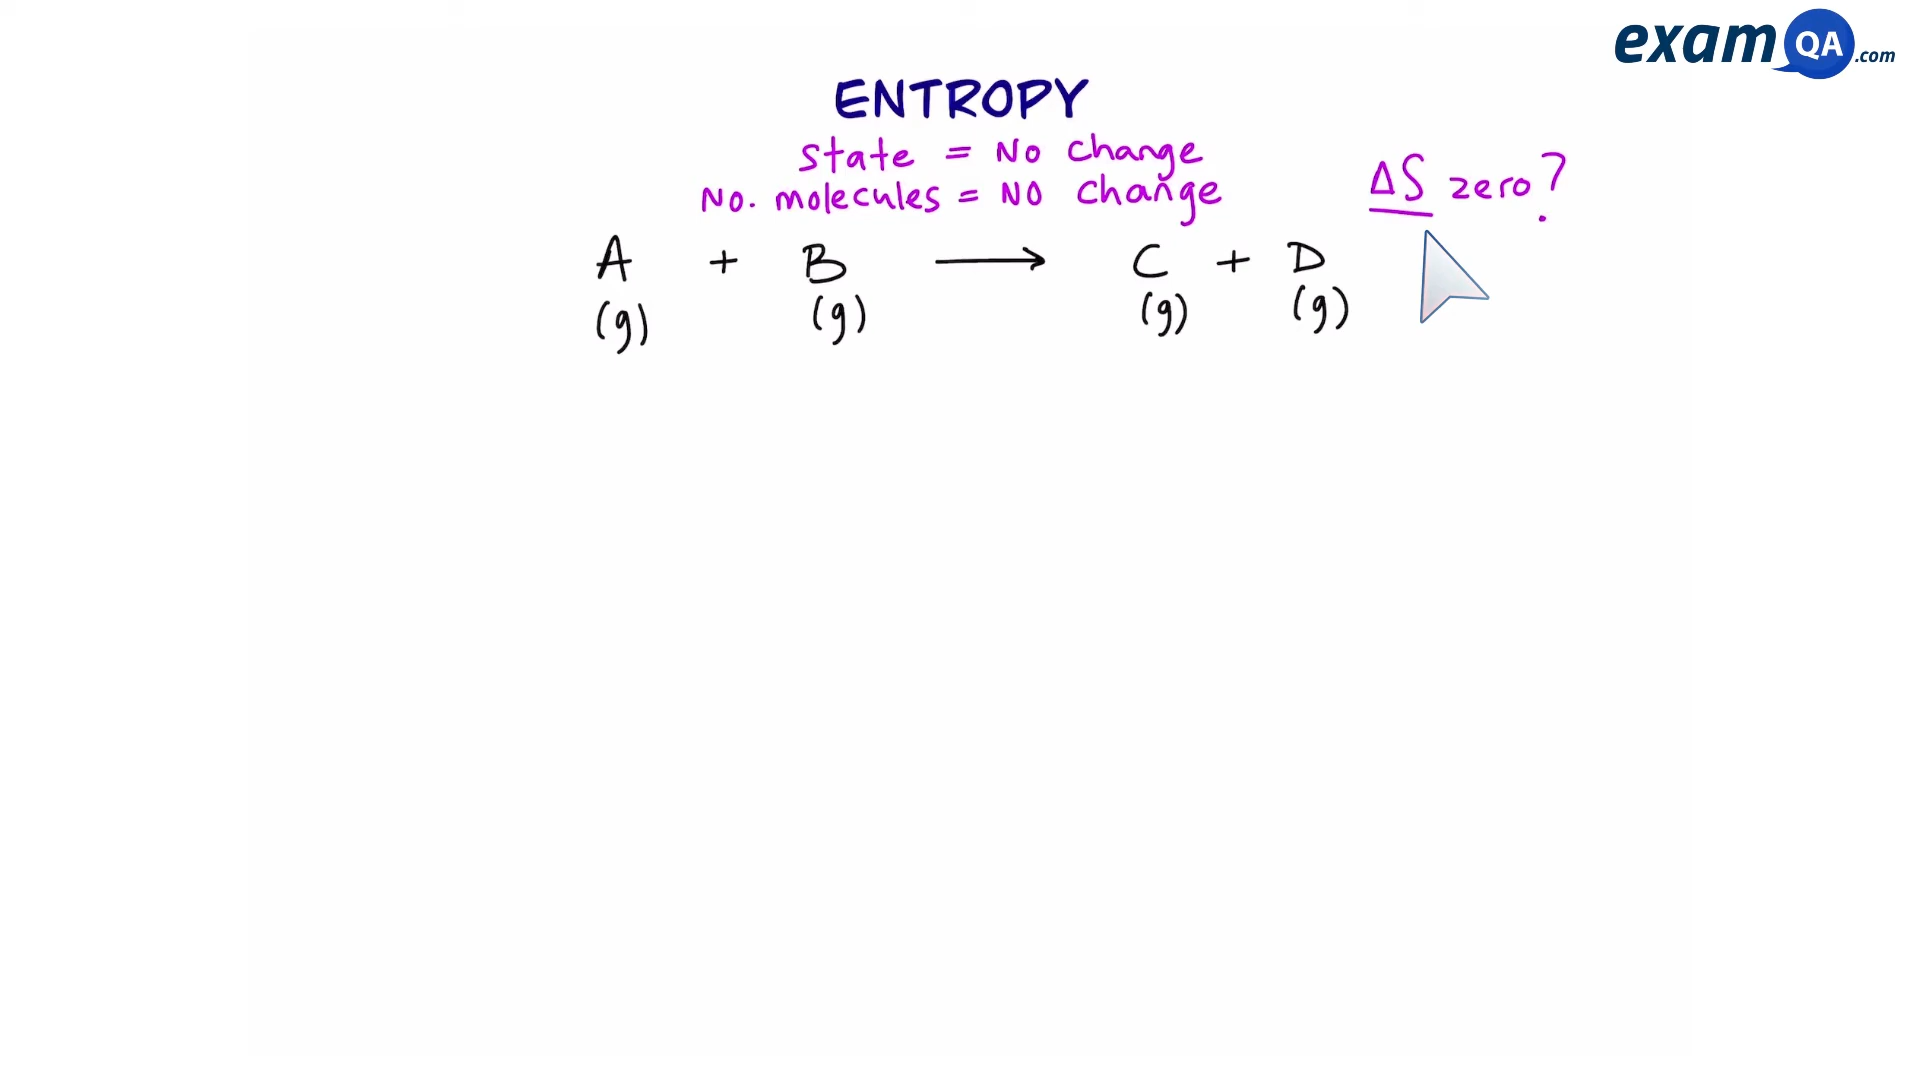 examQA.com
ENTROPY
state = No change
No. molecules = NO change
ΔS zero?
A + B ⟶ C + D
(g) (g) (g) (g)